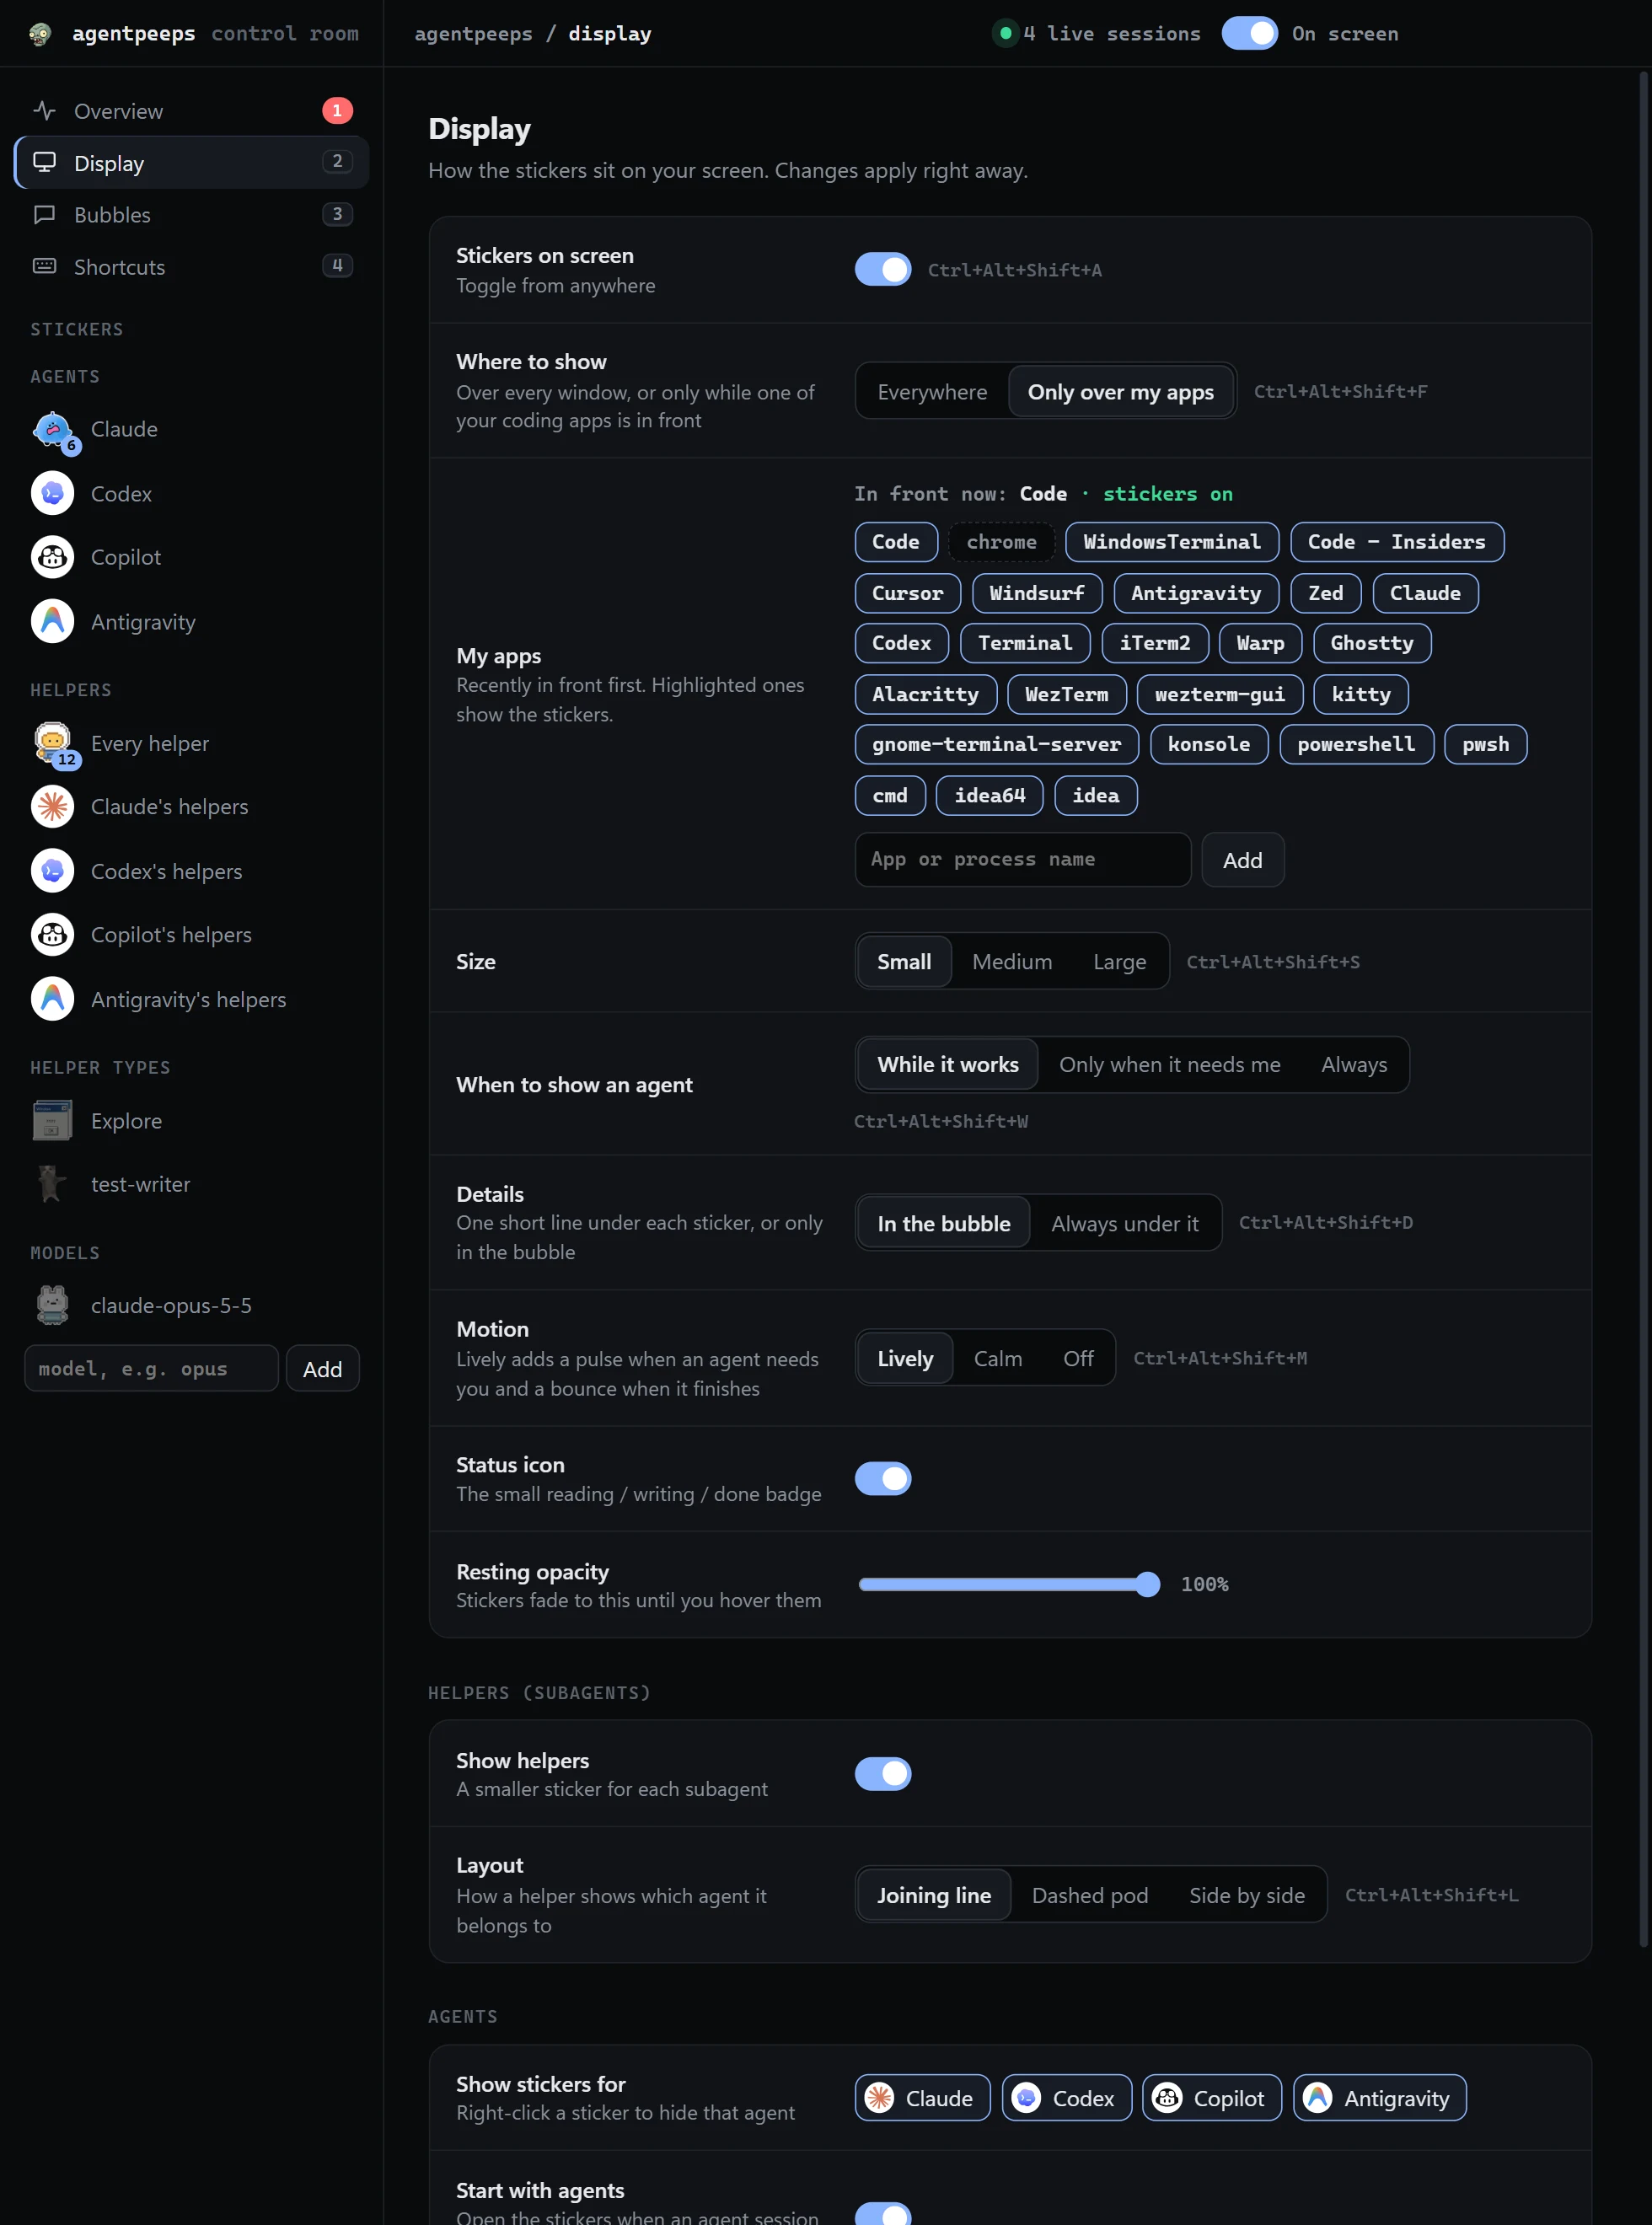 agentpeeps control room
agentpeeps / display
4 live sessions
On screen
Overview 1
Display 2
Bubbles 3
Shortcuts 4
STICKERS
AGENTS
Claude
6
Codex
Copilot
Antigravity
HELPERS
Every helper
12
Claude's helpers
Codex's helpers
Copilot's helpers
Antigravity's helpers
HELPER TYPES
Explore
test-writer
MODELS
claude-opus-5-5
model, e.g. opus Add
Display
How the stickers sit on your screen. Changes apply right away.
Stickers on screen
Toggle from anywhere
Ctrl+Alt+Shift+A
Where to show
Over every window, or only while one of
your coding apps is in front
Everywhere Only over my apps Ctrl+Alt+Shift+F
My apps
Recently in front first. Highlighted ones
show the stickers.
In front now: Code · stickers on
Code chrome WindowsTerminal Code - Insiders
Cursor Windsurf Antigravity Zed Claude
Codex Terminal iTerm2 Warp Ghostty
Alacritty WezTerm wezterm-gui kitty
gnome-terminal-server konsole powershell pwsh
cmd idea64 idea
App or process name Add
Size
Small Medium Large Ctrl+Alt+Shift+S
When to show an agent
While it works Only when it needs me Always
Ctrl+Alt+Shift+W
Details
One short line under each sticker, or only
in the bubble
In the bubble Always under it Ctrl+Alt+Shift+D
Motion
Lively adds a pulse when an agent needs
you and a bounce when it finishes
Lively Calm Off Ctrl+Alt+Shift+M
Status icon
The small reading / writing / done badge
Resting opacity
Stickers fade to this until you hover them
100%
HELPERS (SUBAGENTS)
Show helpers
A smaller sticker for each subagent
Layout
How a helper shows which agent it
belongs to
Joining line Dashed pod Side by side Ctrl+Alt+Shift+L
AGENTS
Show stickers for
Right-click a sticker to hide that agent
Claude Codex Copilot Antigravity
Start with agents
Open the stickers when an agent session